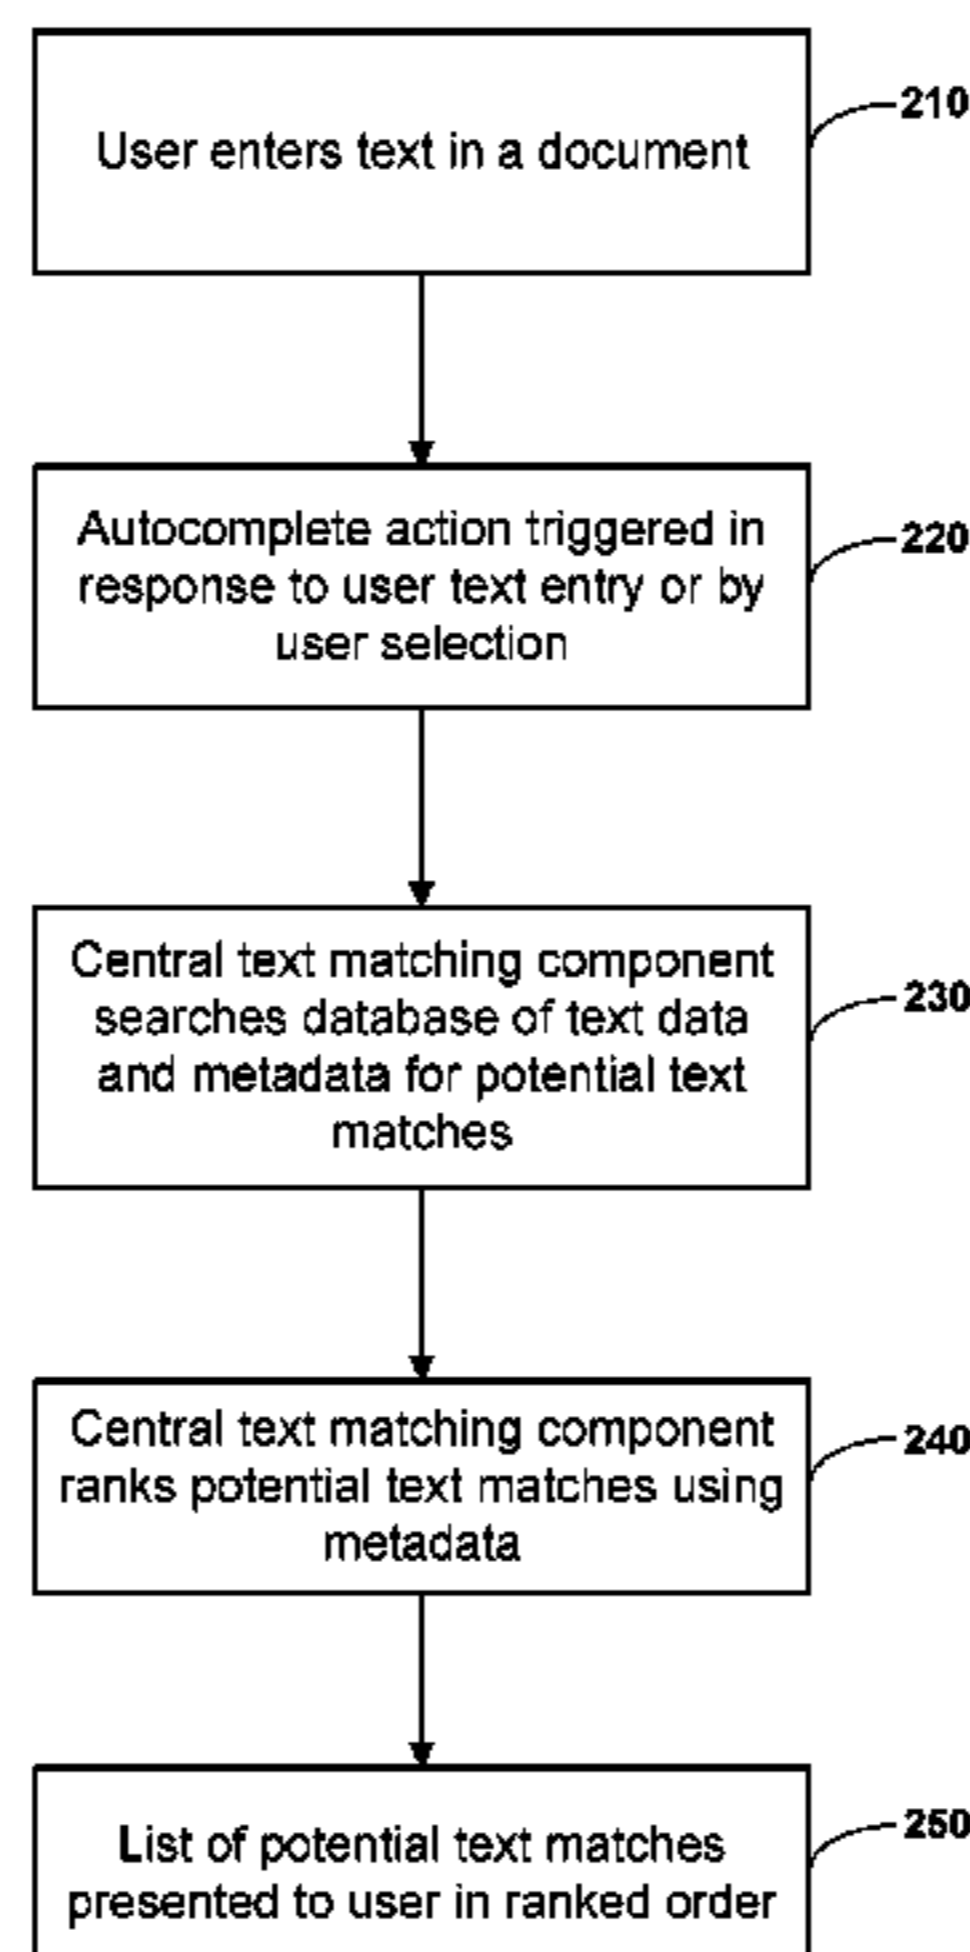 User enters text in a document
210
Autocomplete action triggered in
response to user text entry or by
user selection
220
Central text matching component
searches database of text data
and metadata for potential text
matches
230
Central text matching component
ranks potential text matches using
metadata
240
List of potential text matches
presented to user in ranked order
250